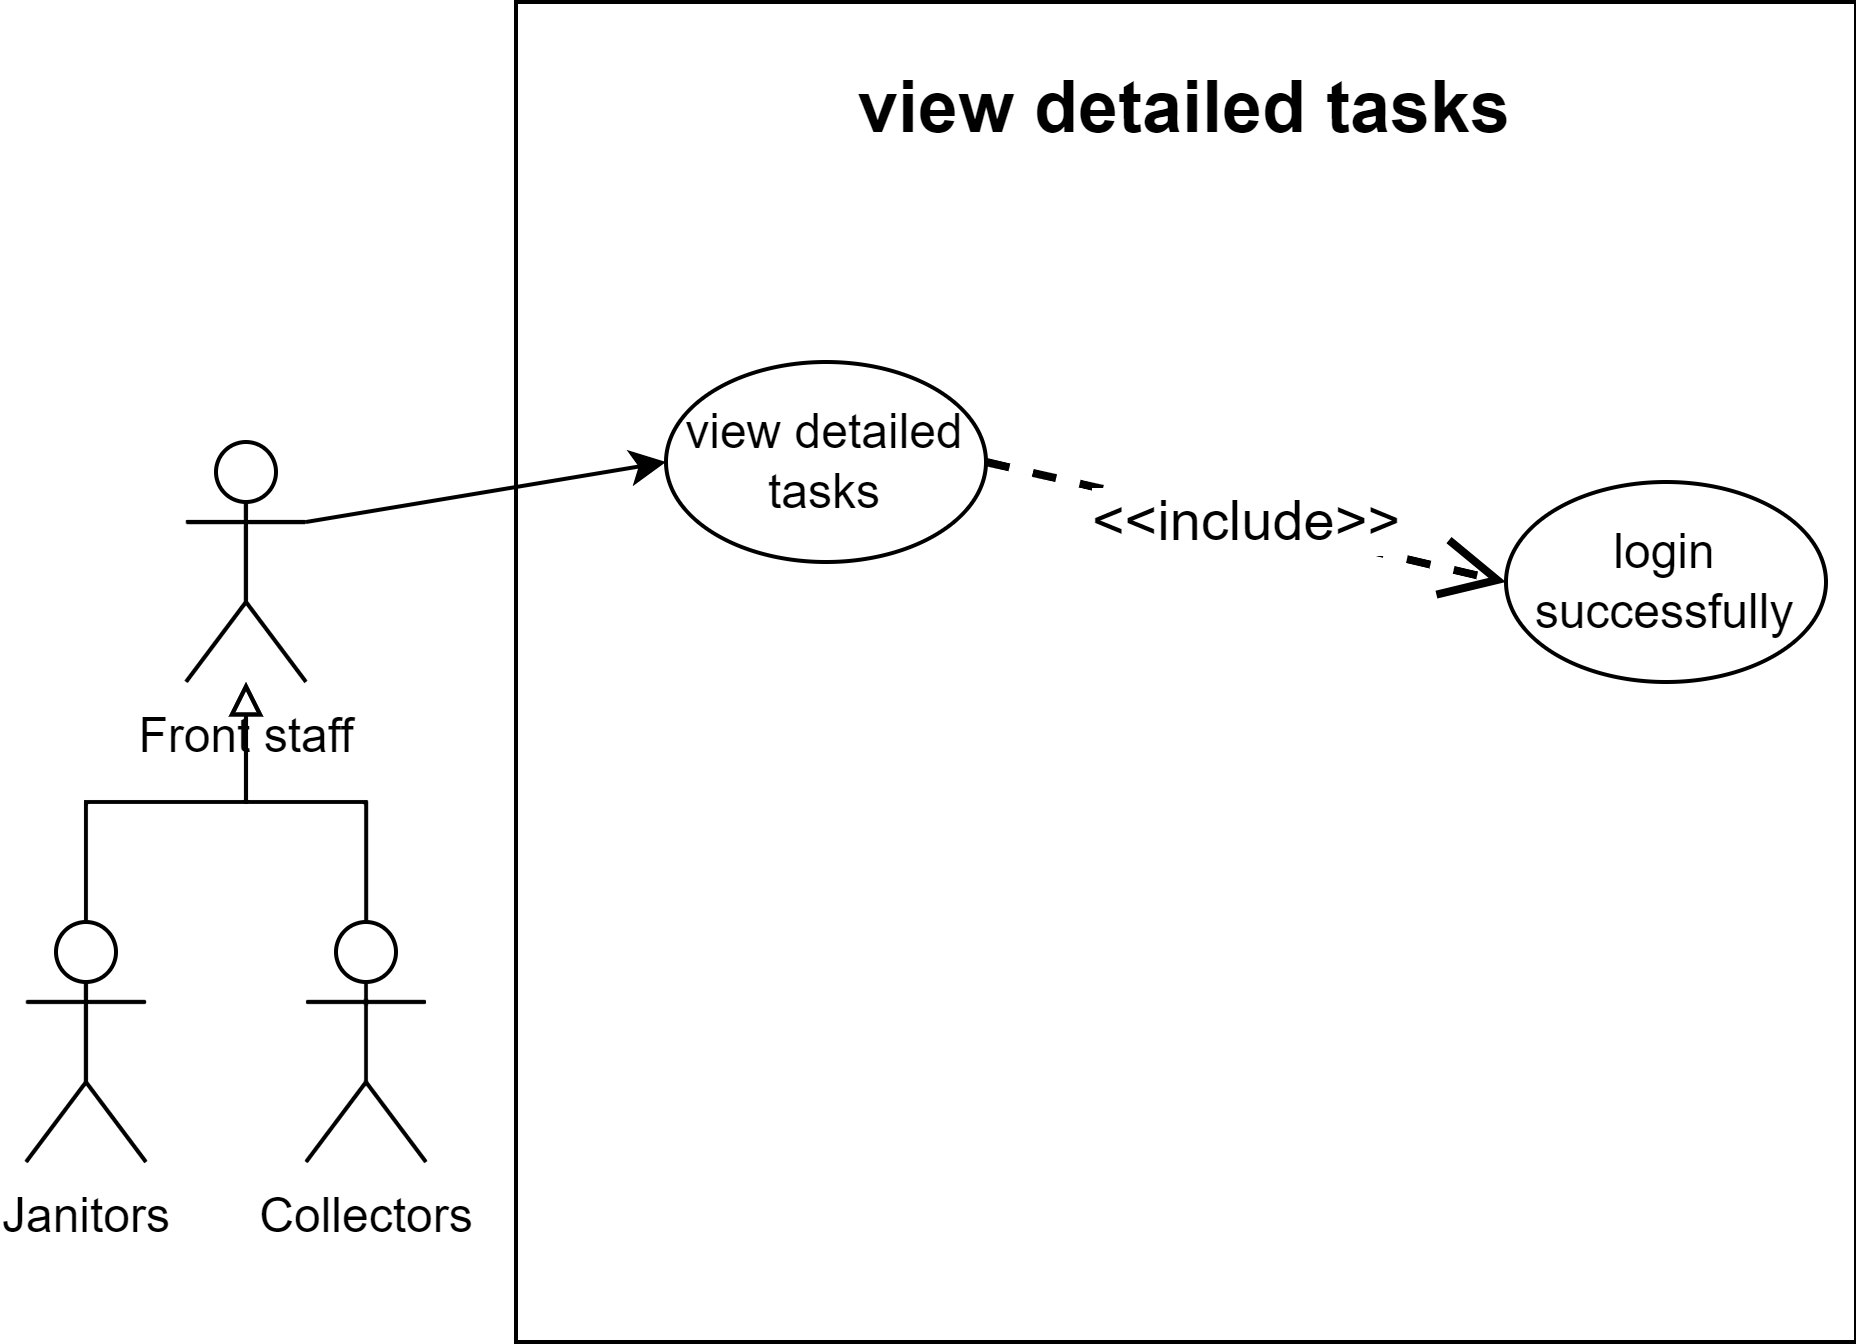 view detailed tasks
view detailed
tasks
<<include>>
login
successfully
Front staff
Janitors
Collectors